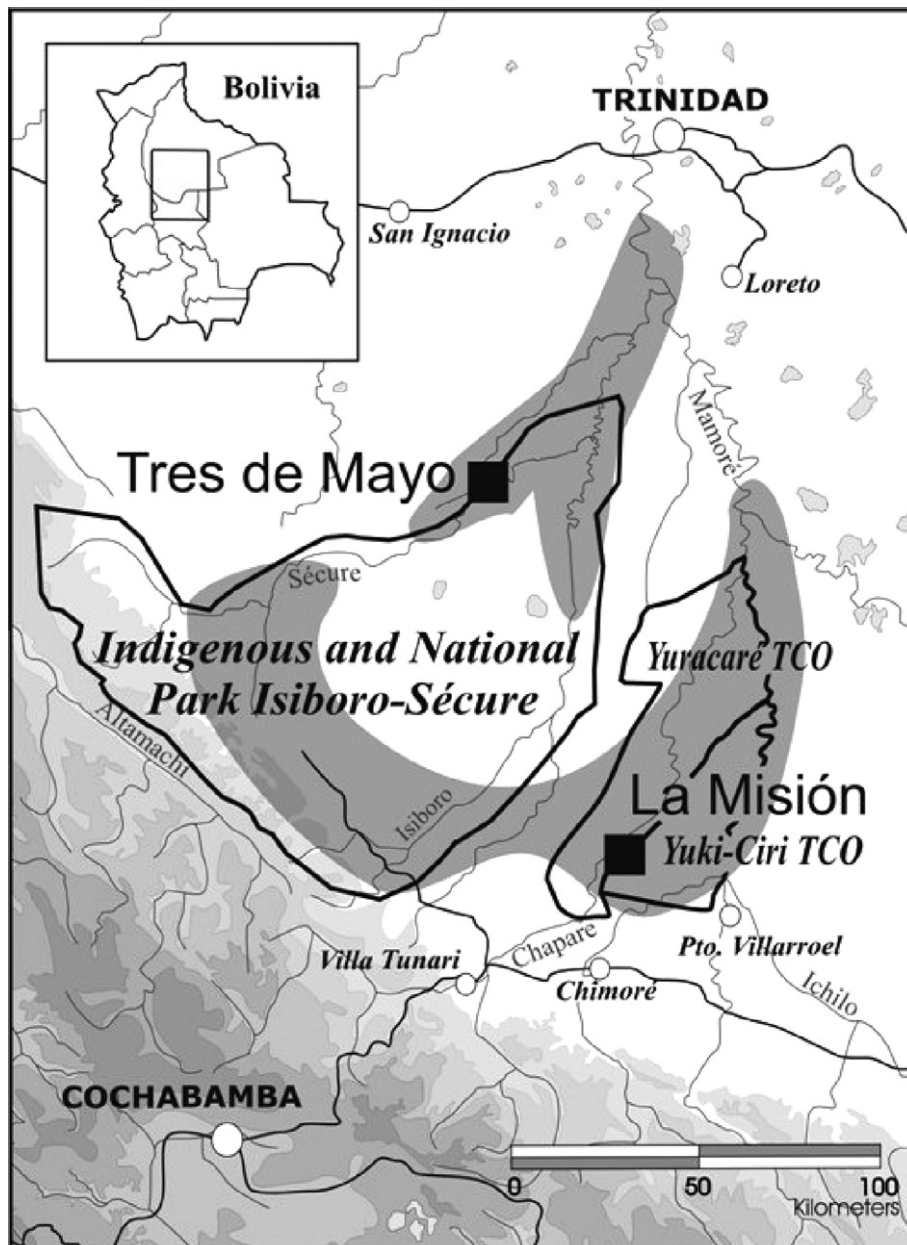 Bolivia
TRINIDAD
San Ignacio
Loreto
Mamoré
Tres de Mayo
Sécure
Indigenous and National
Park Isiboro-Sécure
Yuracaré TCO
Altamachi
Isiboro
La Misión
Yuki-Ciri TCO
Chapare
Pto. Villarroel
Villa Tunari
Chimoré
Ichilo
COCHABAMBA
0 50 100
Kilometers